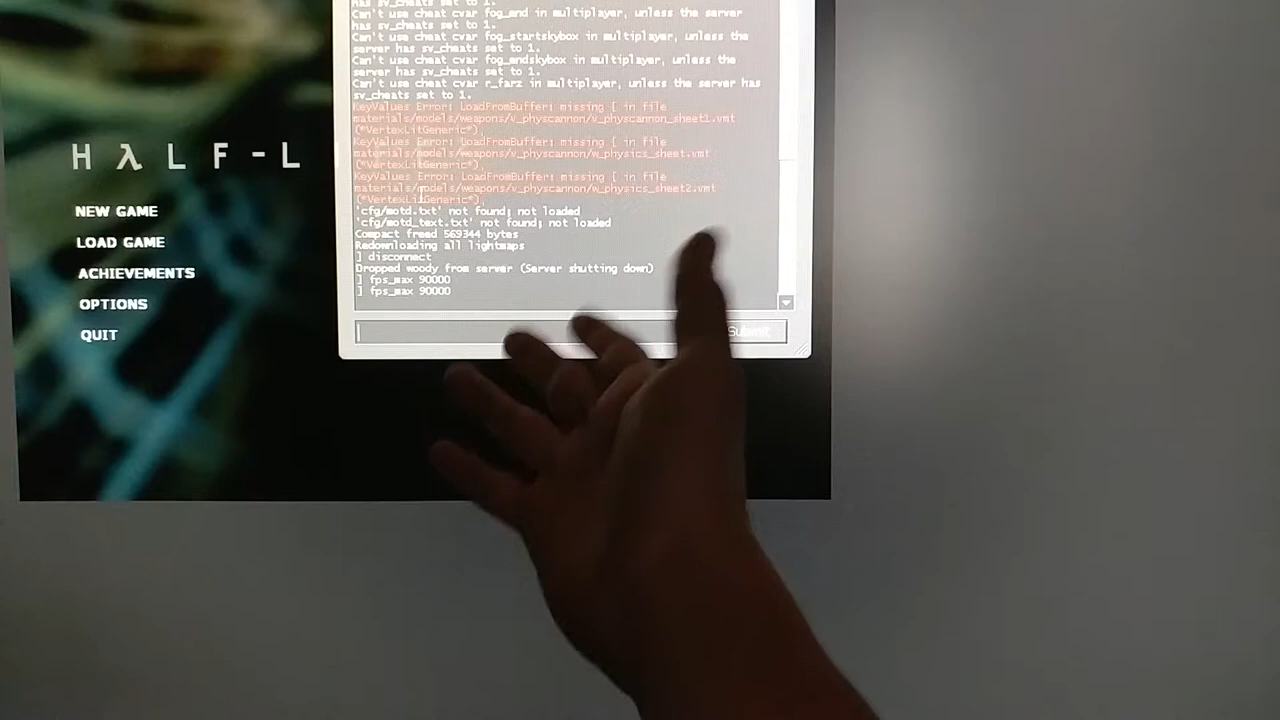 has sv_cheats set to 1.
Can't use cheat cvar fog_end in multiplayer, unless the server
has sv_cheats set to 1.
Can't use cheat cvar fog_startskybox in multiplayer, unless the
server has sv_cheats set to 1.
Can't use cheat cvar fog_endskybox in multiplayer, unless the
server has sv_cheats set to 1.
Can't use cheat cvar r_farz in multiplayer, unless the server has
sv_cheats set to 1.
KeyValues Error: LoadFromBuffer: missing { in file
materials/models/weapons/v_physcannon/v_physcannon_sheet1.vmt
(*VertexLitGeneric*),
KeyValues Error: LoadFromBuffer: missing { in file
materials/models/weapons/v_physcannon/w_physics_sheet.vmt
(*VertexLitGeneric*),
KeyValues Error: LoadFromBuffer: missing { in file
materials/models/weapons/v_physcannon/w_physics_sheet2.vmt
(*VertexLitGeneric*),
'cfg/motd.txt' not found; not loaded
'cfg/motd_text.txt' not found; not loaded
Compact freed 569344 bytes
Redownloading all lightmaps
] disconnect
Dropped woody from server (Server shutting down)
] fps_max 90000
] fps_max 90000
Submit
HλLF-L
NEW GAME
LOAD GAME
ACHIEVEMENTS
OPTIONS
QUIT